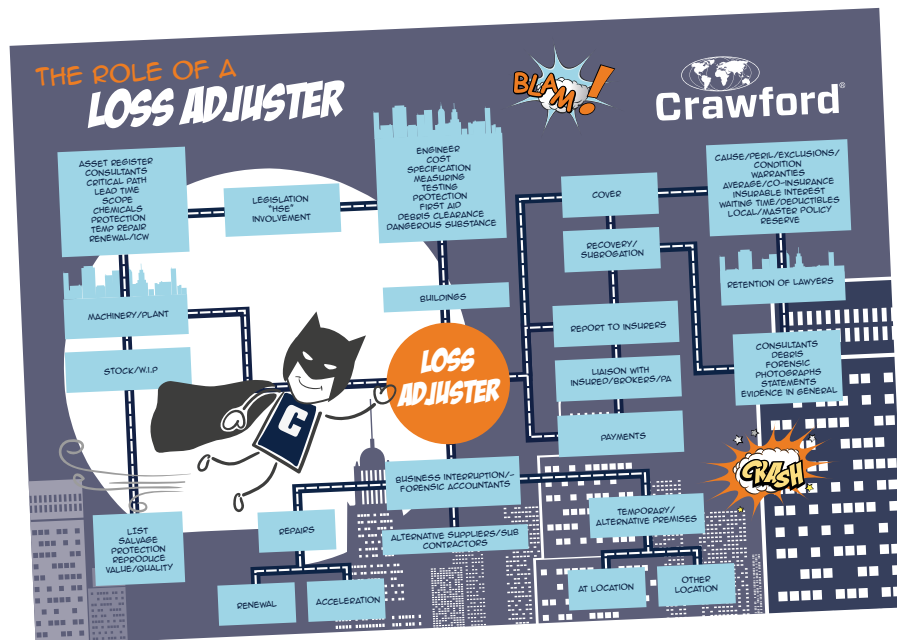 THE ROLE OF A
LOSS ADJUSTER
BLAM!
Crawford®
ASSET REGISTER
CONSULTANTS
CRITICAL PATH
LEAD TIME
SCOPE
CHEMICALS
PROTECTION
TEMP REPAIR
RENEWAL/ICW
LEGISLATION
"HSE"
INVOLVEMENT
ENGINEER
COST
SPECIFICATION
MEASURING
TESTING
PROTECTION
FIRST AID
DEBRIS CLEARANCE
DANGEROUS SUBSTANCE
COVER
CAUSE/PERIL/EXCLUSIONS/
CONDITION
WARRANTIES
AVERAGE/CO-INSURANCE
INSURABLE INTEREST
WAITING TIME/DEDUCTIBLES
LOCAL/MASTER POLICY
RESERVE
RECOVERY/
SUBROGATION
RETENTION OF LAWYERS
MACHINERY/PLANT
BUILDINGS
REPORT TO INSURERS
STOCK/W.I.P
LOSS
ADJUSTER
LIAISON WITH
INSURED/BROKERS/PA
CONSULTANTS
DEBRIS
FORENSIC
PHOTOGRAPHS
STATEMENTS
EVIDENCE IN GENERAL
C
PAYMENTS
CRASH
BUSINESS INTERRUPTION/-
FORENSIC ACCOUNTANTS
LIST
SALVAGE
PROTECTION
REPRODUCE
VALUE/QUALITY
REPAIRS
ALTERNATIVE SUPPLIERS/SUB
CONTRACTORS
TEMPORARY/
ALTERNATIVE PREMISES
RENEWAL
ACCELERATION
AT LOCATION
OTHER
LOCATION